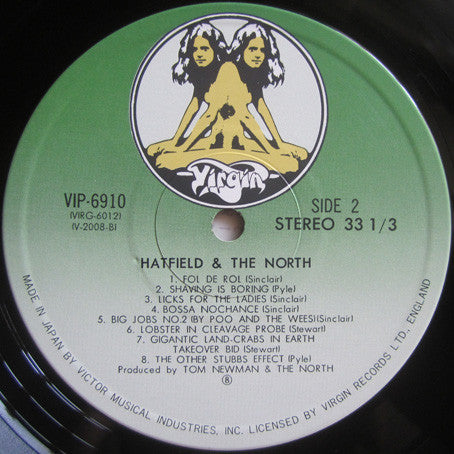 Virgin
VIP-6910
(VIRG-6012)
(V-2008-B)
SIDE 2
STEREO 33 1/3
HATFIELD & THE NORTH
1. FOL DE ROL (Sinclair)
2. SHAVING IS BORING (Pyle)
3. LICKS FOR THE LADIES (Sinclair)
4. BOSSA NOCHANCE (Sinclair)
5. BIG JOBS NO.2 (BY POO AND THE WEES)(Sinclair)
6. LOBSTER IN CLEAVAGE PROBE (Stewart)
7. GIGANTIC LAND-CRABS IN EARTH
TAKEOVER BID (Stewart)
8. THE OTHER STUBBS EFFECT (Pyle)
Produced by TOM NEWMAN & THE NORTH
Ⓑ
MADE IN JAPAN BY VICTOR MUSICAL INDUSTRIES, INC. LICENSED BY VIRGIN RECORDS LTD., ENGLAND